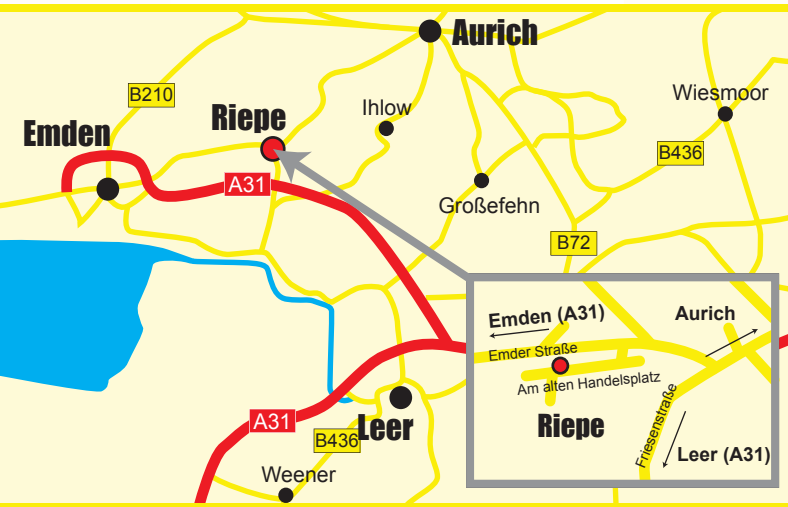 Aurich
B210
Wiesmoor
Riepe
Ihlow
Emden
B436
A31
Großefehn
B72
Emden (A31)
Aurich
Emder Straße
Am alten Handelsplatz
Riepe
Friesenstraße
Leer (A31)
A31
B436
Leer
Weener